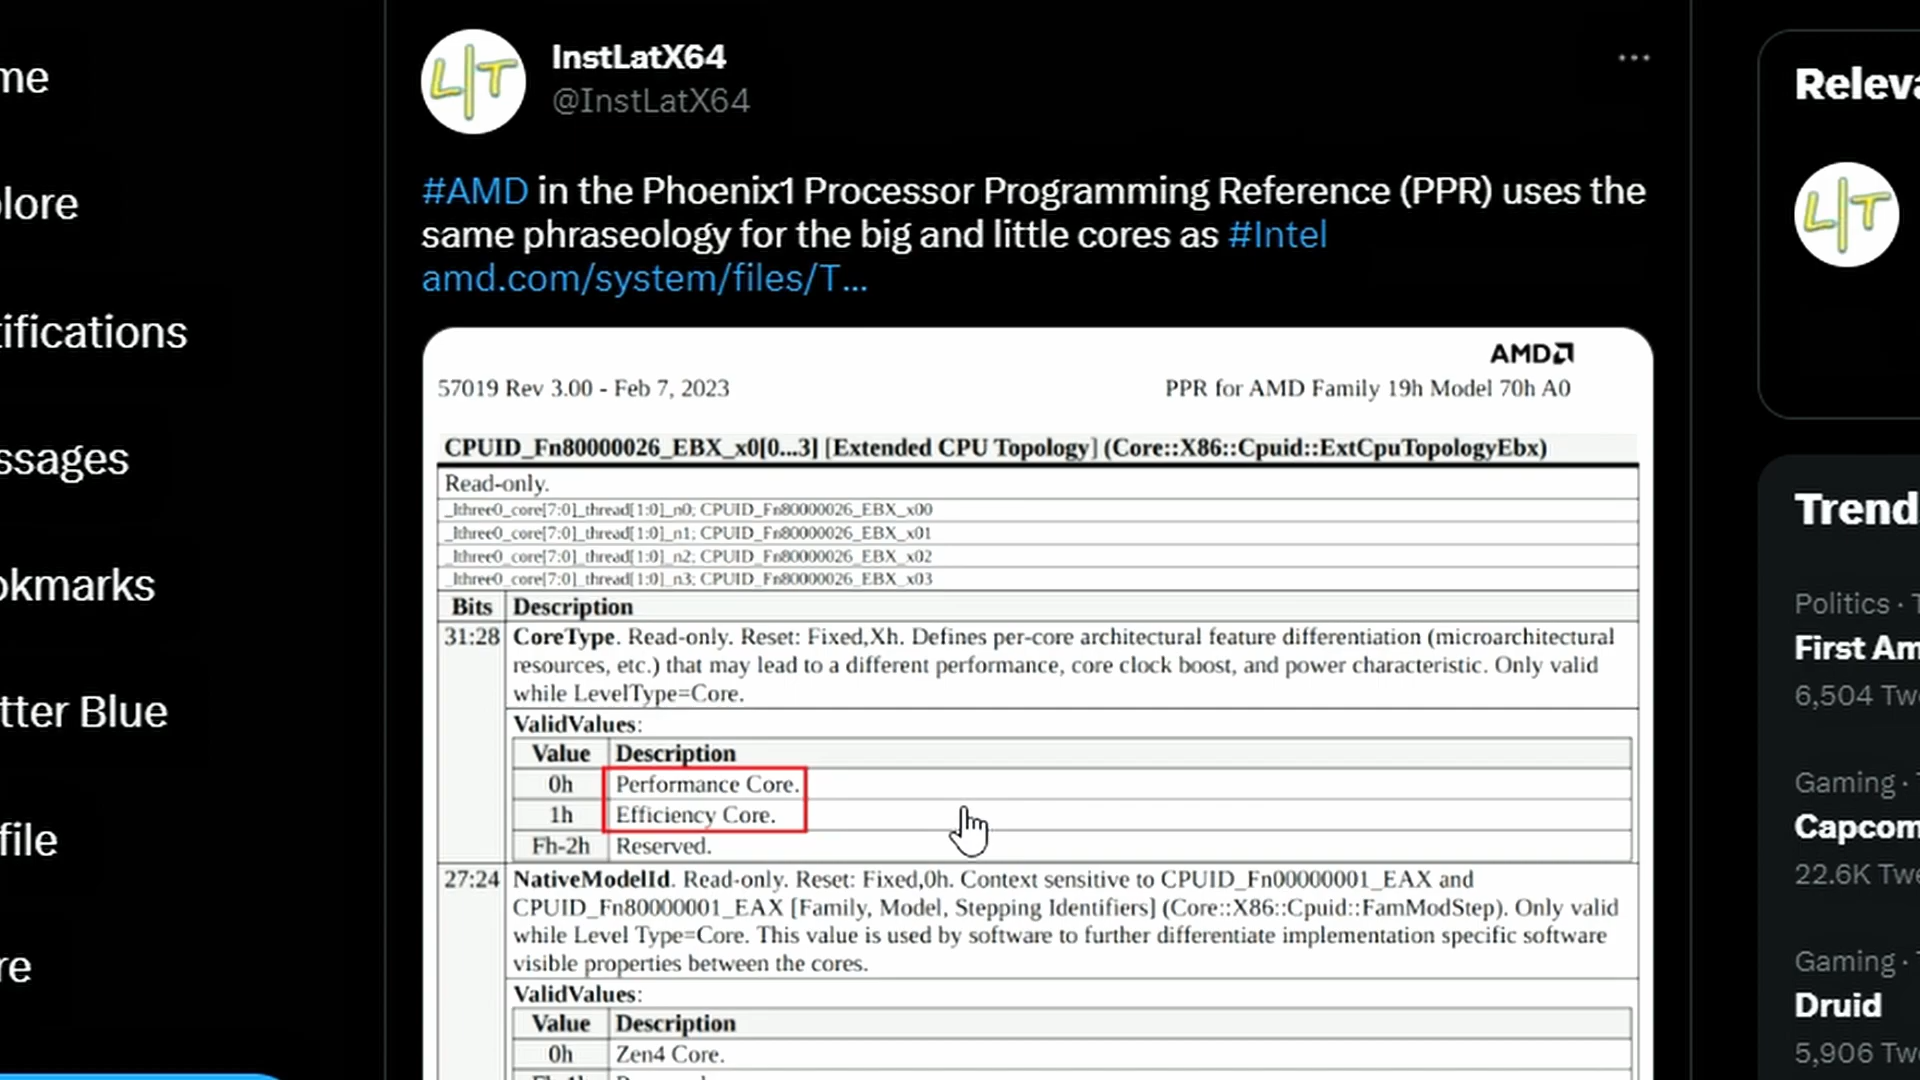 me
lore
tifications
ssages
okmarks
tter Blue
file
re
L|T
InstLatX64
@InstLatX64
...
#AMD in the Phoenix1 Processor Programming Reference (PPR) uses the
same phraseology for the big and little cores as #Intel
amd.com/system/files/T...
AMD
57019 Rev 3.00 - Feb 7, 2023 PPR for AMD Family 19h Model 70h A0
CPUID_Fn80000026_EBX_x0[0...3] [Extended CPU Topology] (Core::X86::Cpuid::ExtCpuTopologyEbx)
Read-only.
_lthree0_core[7:0]_thread[1:0]_n0; CPUID_Fn80000026_EBX_x00
_lthree0_core[7:0]_thread[1:0]_n1; CPUID_Fn80000026_EBX_x01
_lthree0_core[7:0]_thread[1:0]_n2; CPUID_Fn80000026_EBX_x02
_lthree0_core[7:0]_thread[1:0]_n3; CPUID_Fn80000026_EBX_x03
Bits Description
31:28 CoreType. Read-only. Reset: Fixed,Xh. Defines per-core architectural feature differentiation (microarchitectural
resources, etc.) that may lead to a different performance, core clock boost, and power characteristic. Only valid
while LevelType=Core.
ValidValues:
Value Description
0h Performance Core.
1h Efficiency Core.
Fh-2h Reserved.
27:24 NativeModelId. Read-only. Reset: Fixed,0h. Context sensitive to CPUID_Fn00000001_EAX and
CPUID_Fn80000001_EAX [Family, Model, Stepping Identifiers] (Core::X86::Cpuid::FamModStep). Only valid
while Level Type=Core. This value is used by software to further differentiate implementation specific software
visible properties between the cores.
ValidValues:
Value Description
0h Zen4 Core.
Releva
L|T
Trends
Politics · T
First Am
6,504 Twe
Gaming · T
Capcom
22.6K Twe
Gaming · T
Druid
5,906 Twe